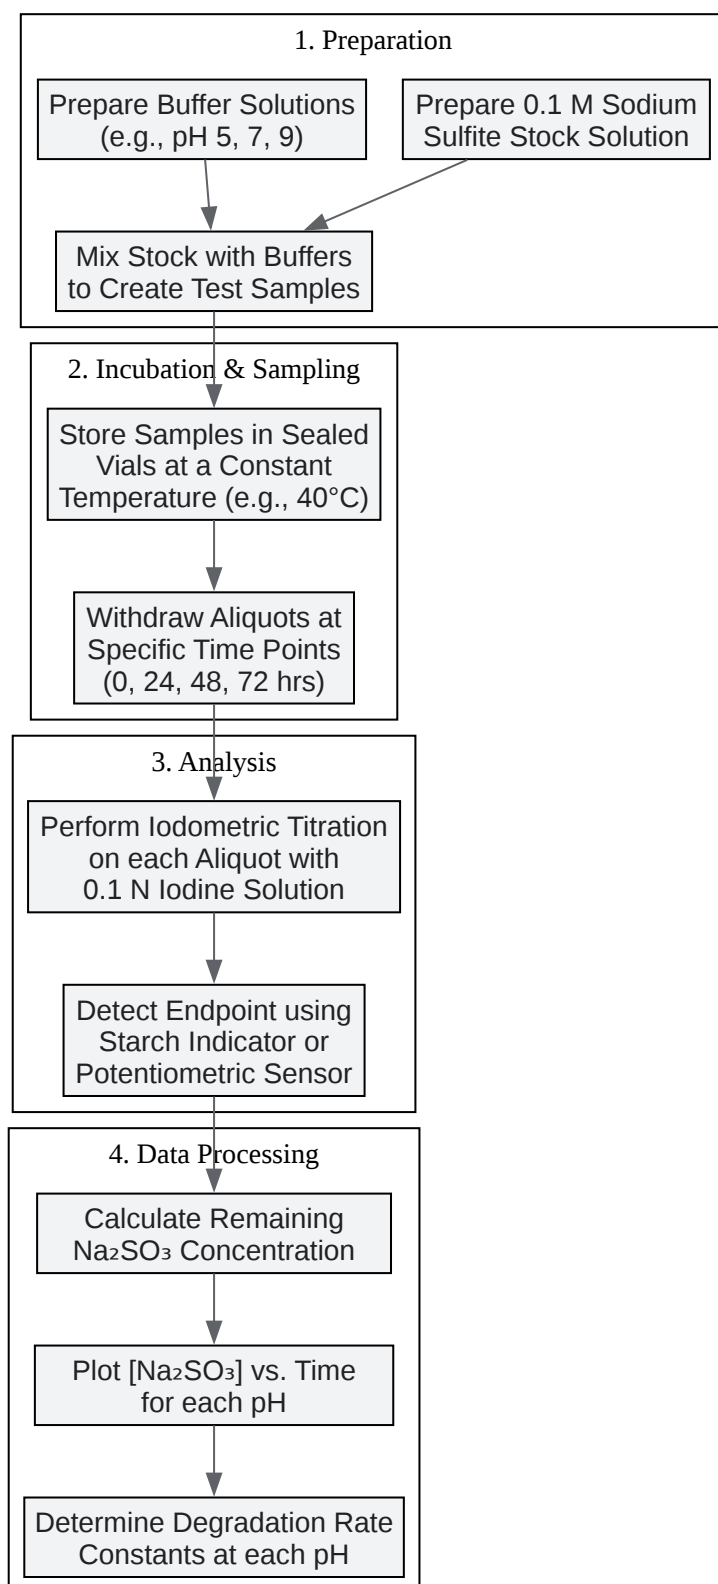 1. Preparation
Prepare Buffer Solutions
(e.g., pH 5, 7, 9)
Prepare 0.1 M Sodium
Sulfite Stock Solution
Mix Stock with Buffers
to Create Test Samples
2. Incubation & Sampling
Store Samples in Sealed
Vials at a Constant
Temperature (e.g., 40°C)
Withdraw Aliquots at
Specific Time Points
(0, 24, 48, 72 hrs)
3. Analysis
Perform Iodometric Titration
on each Aliquot with
0.1 N Iodine Solution
Detect Endpoint using
Starch Indicator or
Potentiometric Sensor
4. Data Processing
Calculate Remaining
Na₂SO₃ Concentration
Plot [Na₂SO₃] vs. Time
for each pH
Determine Degradation Rate
Constants at each pH